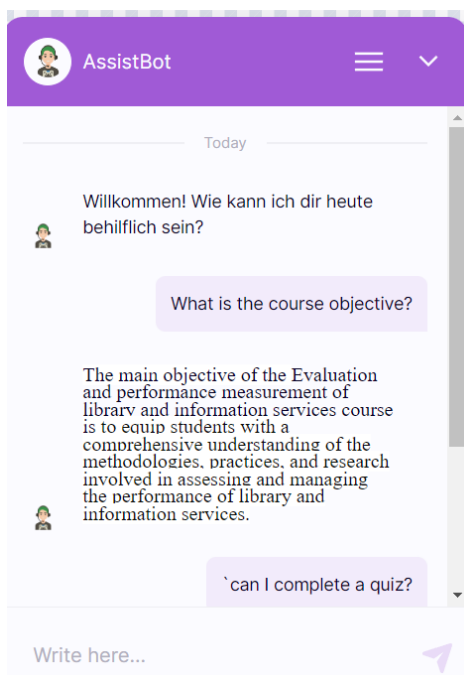 AssistBot
Today
Willkommen! Wie kann ich dir heute
behilflich sein?
What is the course objective?
The main objective of the Evaluation
and performance measurement of
library and information services course
is to equip students with a
comprehensive understanding of the
methodologies, practices, and research
involved in assessing and managing
the performance of library and
information services.
`can I complete a quiz?
Write here...